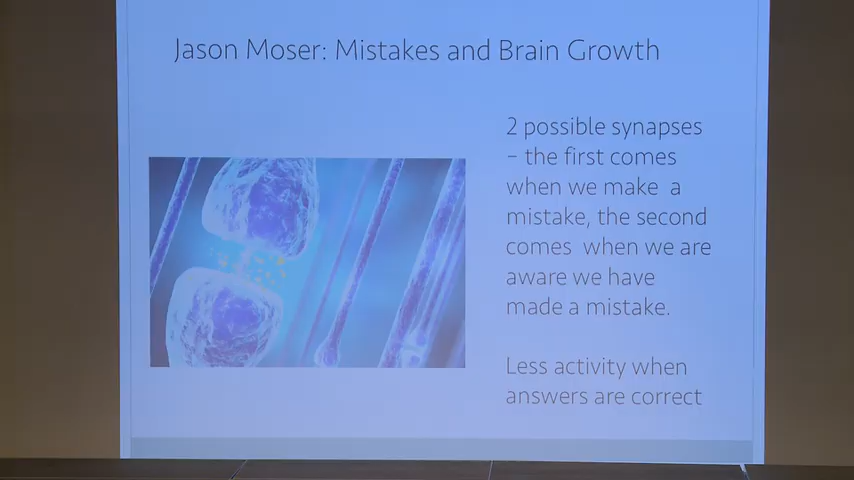 Jason Moser: Mistakes and Brain Growth
2 possible synapses
– the first comes
when we make a
mistake, the second
comes when we are
aware we have
made a mistake.
Less activity when
answers are correct